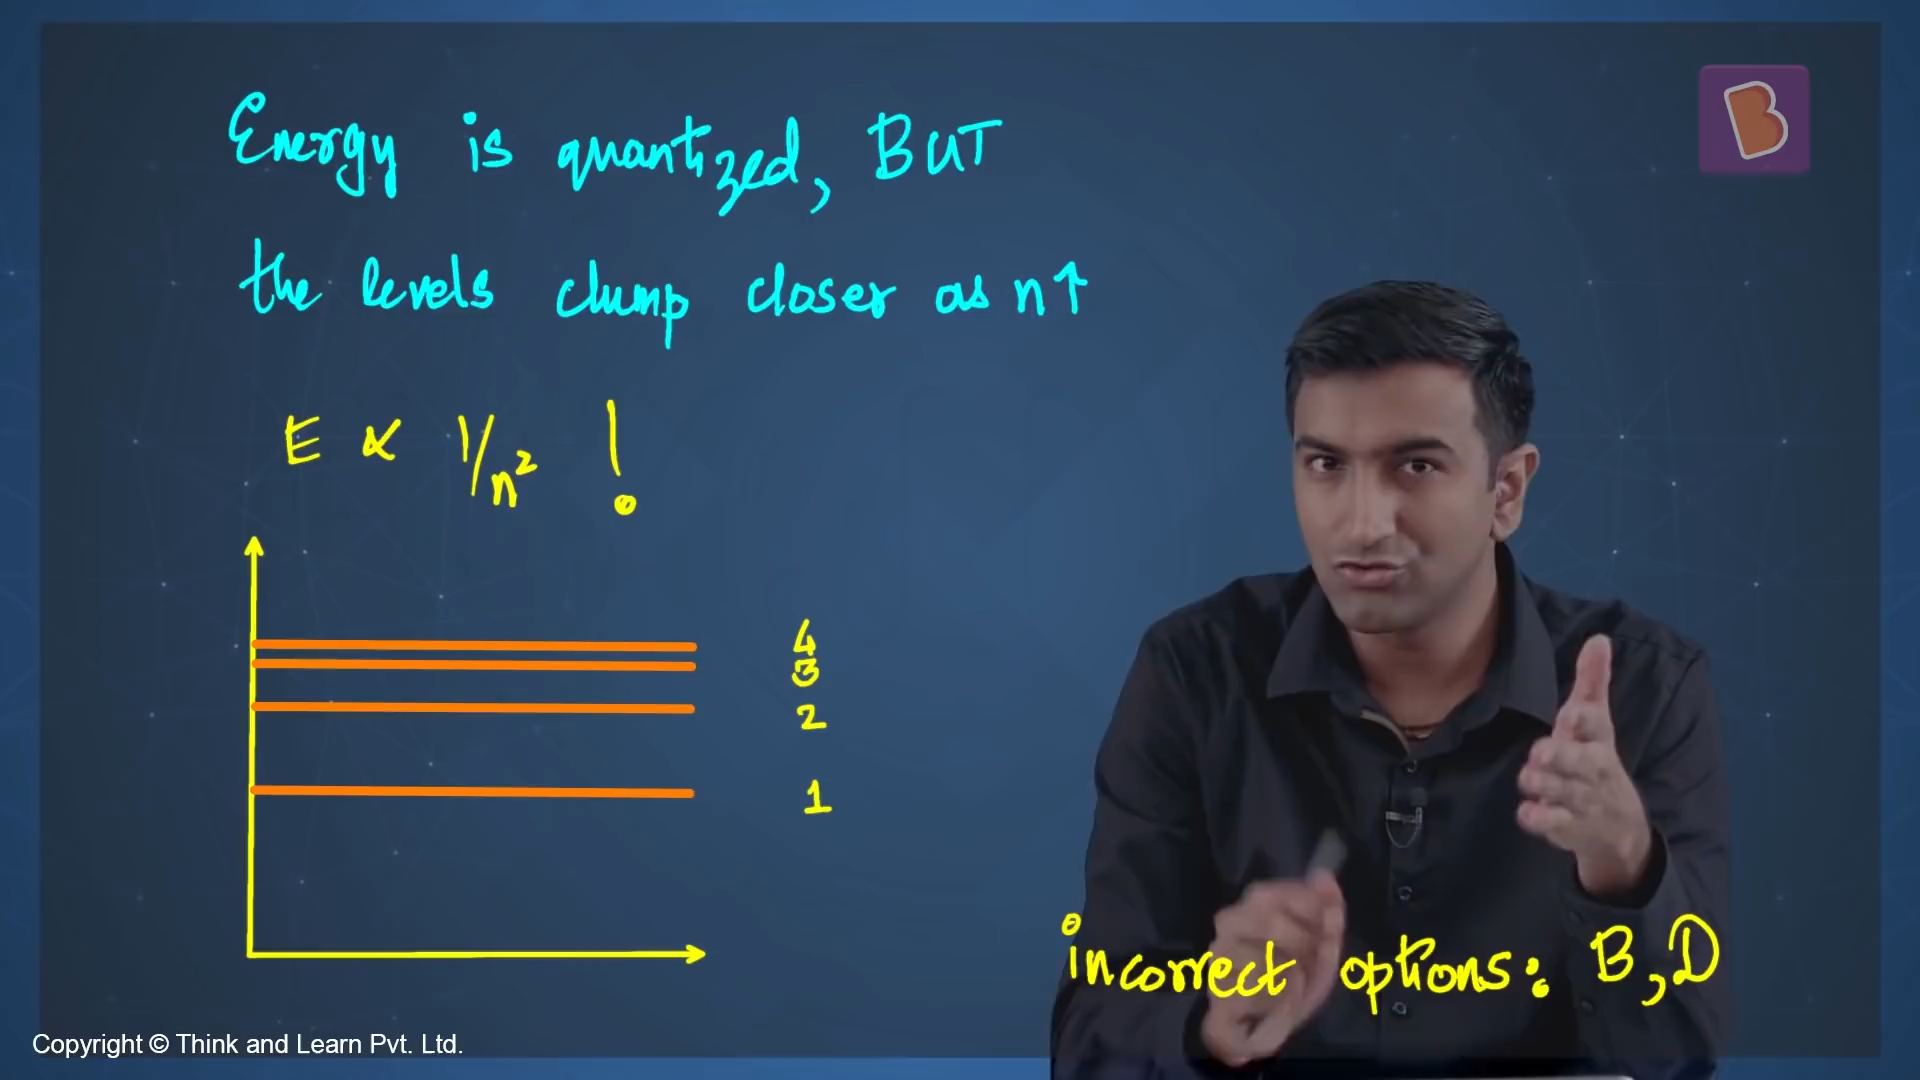 Energy is quantized, BUT
the levels clump closer as n↑
E ∝ 1/n² !
4
3
2
1
incorrect options: B, D
Copyright © Think and Learn Pvt. Ltd.